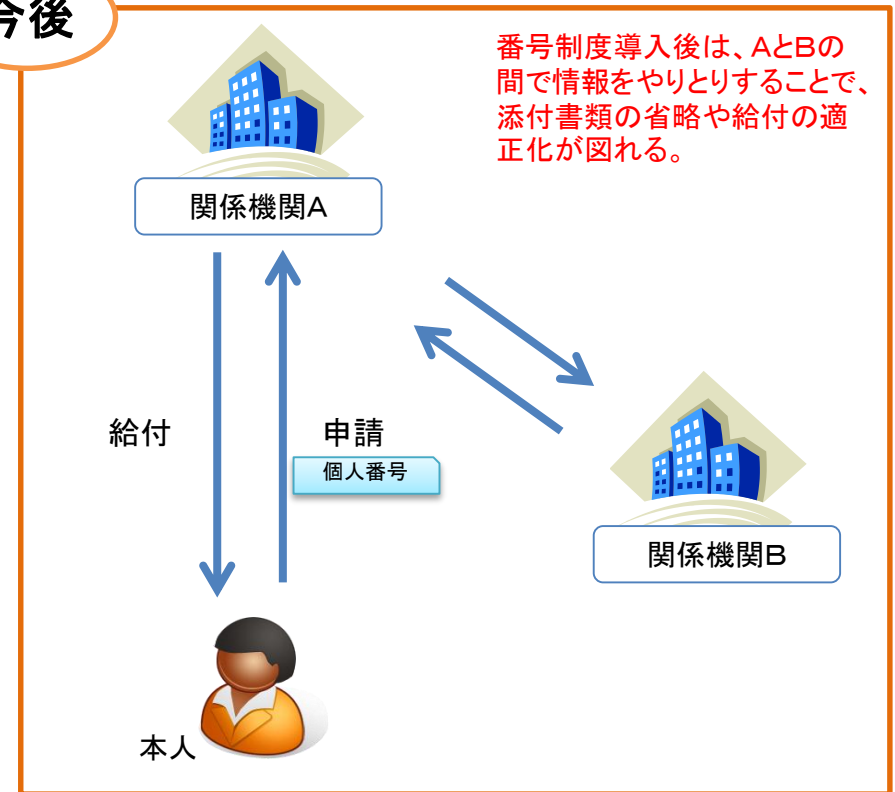 今後
番号制度導入後は、AとBの
間で情報をやりとりすることで、
添付書類の省略や給付の適
正化が図れる。
関係機関A
給付
申請
個人番号
関係機関B
本人